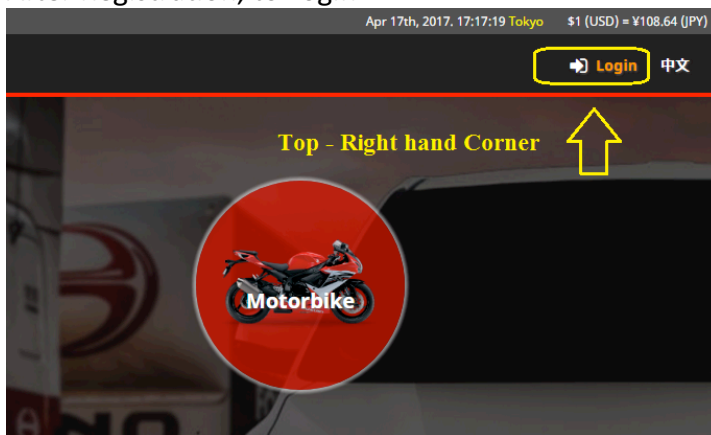 Apr 17th, 2017. 17:17:19 Tokyo $1 (USD) = ¥108.64 (JPY)
Login 中文
Top - Right hand Corner
Motorbike